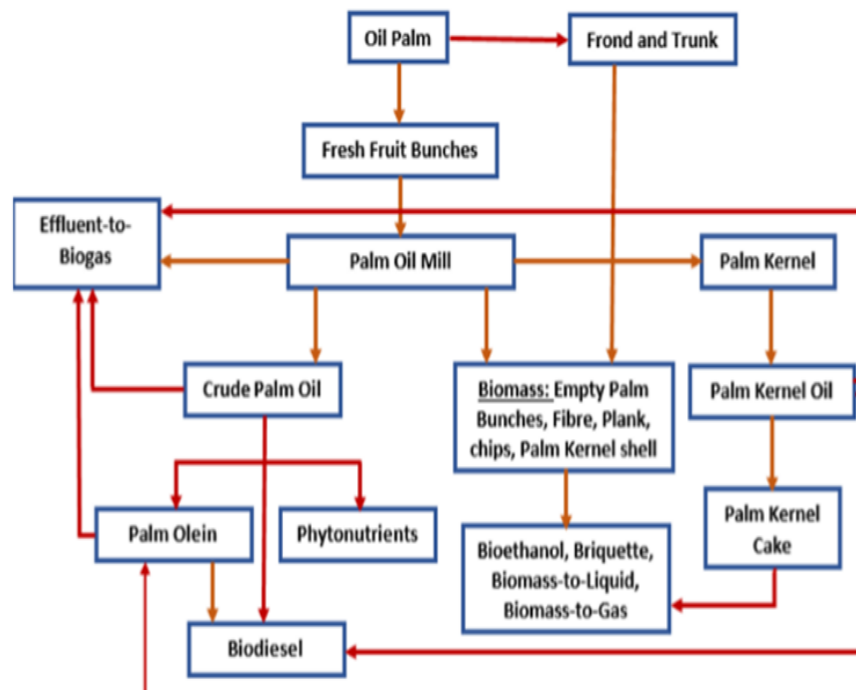 Oil Palm
Frond and Trunk
Fresh Fruit Bunches
Effluent-to-
Biogas
Palm Oil Mill
Palm Kernel
Crude Palm Oil
Biomass: Empty Palm
Bunches, Fibre, Plank,
chips, Palm Kernel shell
Palm Kernel Oil
Palm Olein
Phytonutrients
Bioethanol, Briquette,
Biomass-to-Liquid,
Biomass-to-Gas
Palm Kernel
Cake
Biodiesel